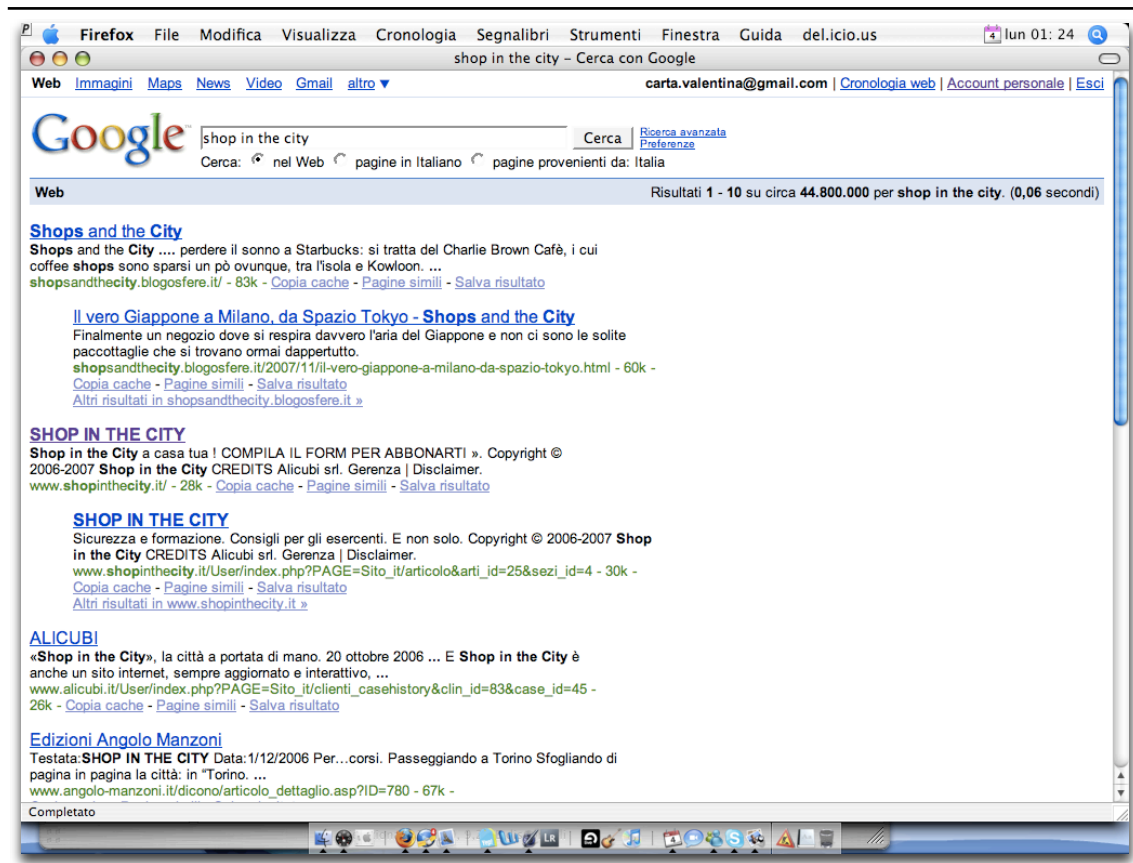 P Firefox File Modifica Visualizza Cronologia Segnalibri Strumenti Finestra Guida del.icio.us 4 lun 01: 24
shop in the city – Cerca con Google
Web Immagini Maps News Video Gmail altro ▼ carta.valentina@gmail.com | Cronologia web | Account personale | Esci
Google™ shop in the city Cerca Ricerca avanzata
Preferenze
Cerca: nel Web pagine in Italiano pagine provenienti da: Italia
Web Risultati 1 - 10 su circa 44.800.000 per shop in the city. (0,06 secondi)
Shops and the City
Shops and the City .... perdere il sonno a Starbucks: si tratta del Charlie Brown Cafè, i cui
coffee shops sono sparsi un pò ovunque, tra l'isola e Kowloon. ...
shopsandthecity.blogosfere.it/ - 83k - Copia cache - Pagine simili - Salva risultato
Il vero Giappone a Milano, da Spazio Tokyo - Shops and the City
Finalmente un negozio dove si respira davvero l'aria del Giappone e non ci sono le solite
paccottaglie che si trovano ormai dappertutto.
shopsandthecity.blogosfere.it/2007/11/il-vero-giappone-a-milano-da-spazio-tokyo.html - 60k -
Copia cache - Pagine simili - Salva risultato
Altri risultati in shopsandthecity.blogosfere.it »
SHOP IN THE CITY
Shop in the City a casa tua ! COMPILA IL FORM PER ABBONARTI ». Copyright ©
2006-2007 Shop in the City CREDITS Alicubi srl. Gerenza | Disclaimer.
www.shopinthecity.it/ - 28k - Copia cache - Pagine simili - Salva risultato
SHOP IN THE CITY
Sicurezza e formazione. Consigli per gli esercenti. E non solo. Copyright © 2006-2007 Shop
in the City CREDITS Alicubi srl. Gerenza | Disclaimer.
www.shopinthecity.it/User/index.php?PAGE=Sito_it/articolo&arti_id=25&sezi_id=4 - 30k -
Copia cache - Pagine simili - Salva risultato
Altri risultati in www.shopinthecity.it »
ALICUBI
«Shop in the City», la città a portata di mano. 20 ottobre 2006 ... E Shop in the City è
anche un sito internet, sempre aggiornato e interattivo, ...
www.alicubi.it/User/index.php?PAGE=Sito_it/clienti_casehistory&clin_id=83&case_id=45 -
26k - Copia cache - Pagine simili - Salva risultato
Edizioni Angolo Manzoni
Testata:SHOP IN THE CITY Data:1/12/2006 Per...corsi. Passeggiando a Torino Sfogliando di
pagina in pagina la città: in "Torino. ...
www.angolo-manzoni.it/dicono/articolo_dettaglio.asp?ID=780 - 67k -
Completato
LR